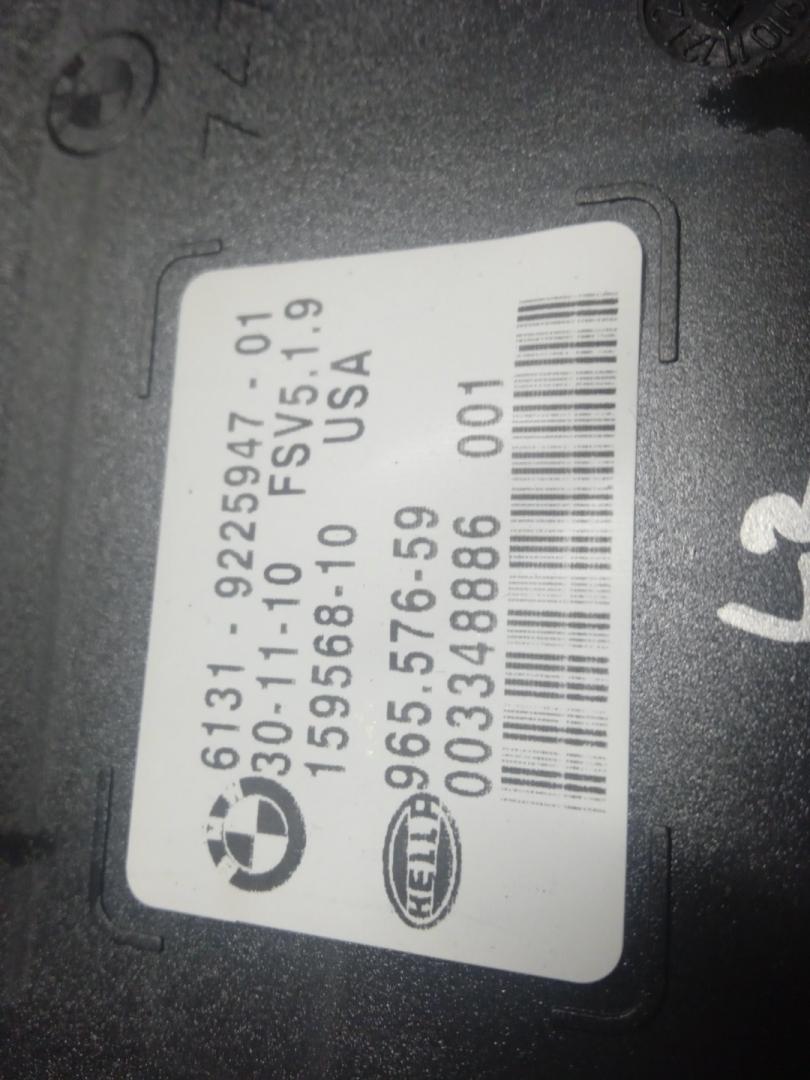 6131 - 9225947 - 01
30-11-10 FSV5.1.9
159568-10 USA
HELLA 965.576-59
003348886 001